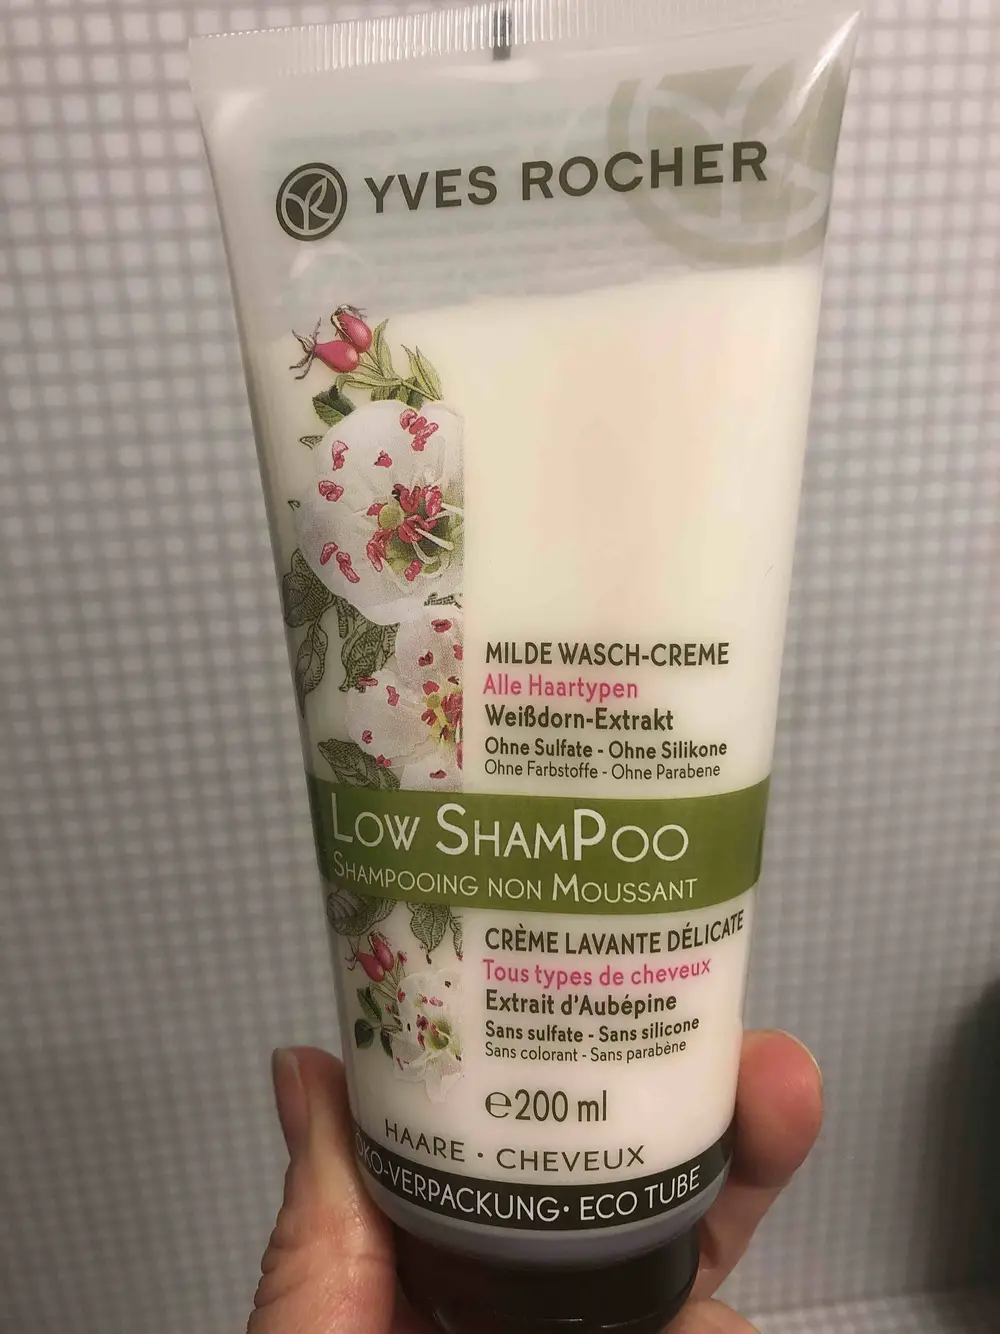 YVES ROCHER
MILDE WASCH-CREME
Alle Haartypen
Weißdorn-Extrakt
Ohne Sulfate - Ohne Silikone
Ohne Farbstoffe - Ohne Parabene
LOW SHAMPOO
SHAMPOOING NON MOUSSANT
CRÈME LAVANTE DÉLICATE
Tous types de cheveux
Extrait d'Aubépine
Sans sulfate - Sans silicone
Sans colorant - Sans parabène
℮200 ml
HAARE · CHEVEUX
ÖKO-VERPACKUNG · ECO TUBE